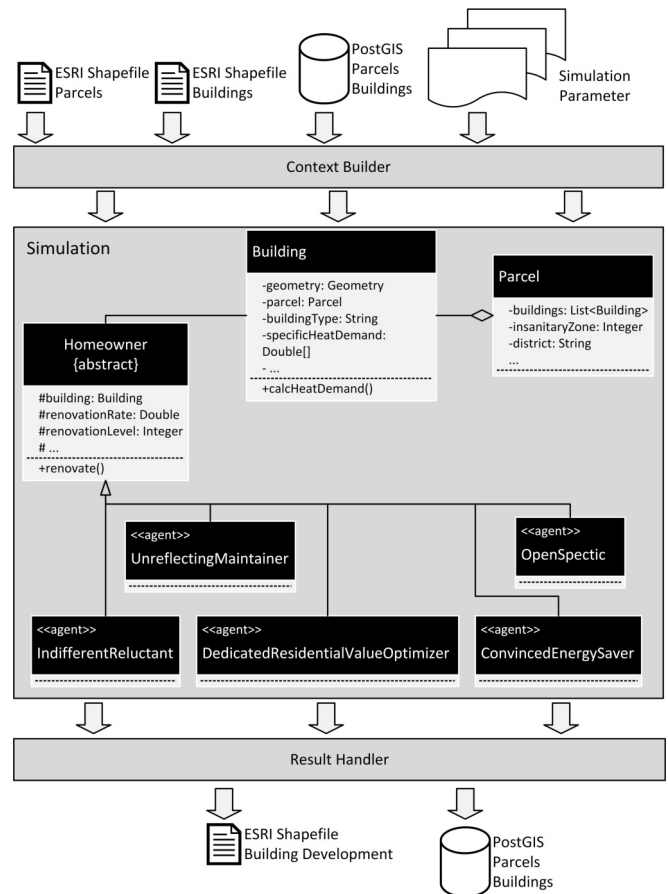 ESRI Shapefile
Parcels
ESRI Shapefile
Buildings
PostGIS
Parcels
Buildings
Simulation
Parameter
Context Builder
Simulation
Building
-geometry: Geometry
-parcel: Parcel
-buildingType: String
-specificHeatDemand:
Double[]
- ...
+calcHeatDemand()
Parcel
-buildings: List<Building>
-insanitaryZone: Integer
-district: String
...
Homeowner
{abstract}
#building: Building
#renovationRate: Double
#renovationLevel: Integer
# ...
+renovate()
<<agent>>
UnreflectingMaintainer
<<agent>>
OpenSpectic
<<agent>>
IndifferentReluctant
<<agent>>
DedicatedResidentialValueOptimizer
<<agent>>
ConvincedEnergySaver
Result Handler
ESRI Shapefile
Building Development
PostGIS
Parcels
Buildings